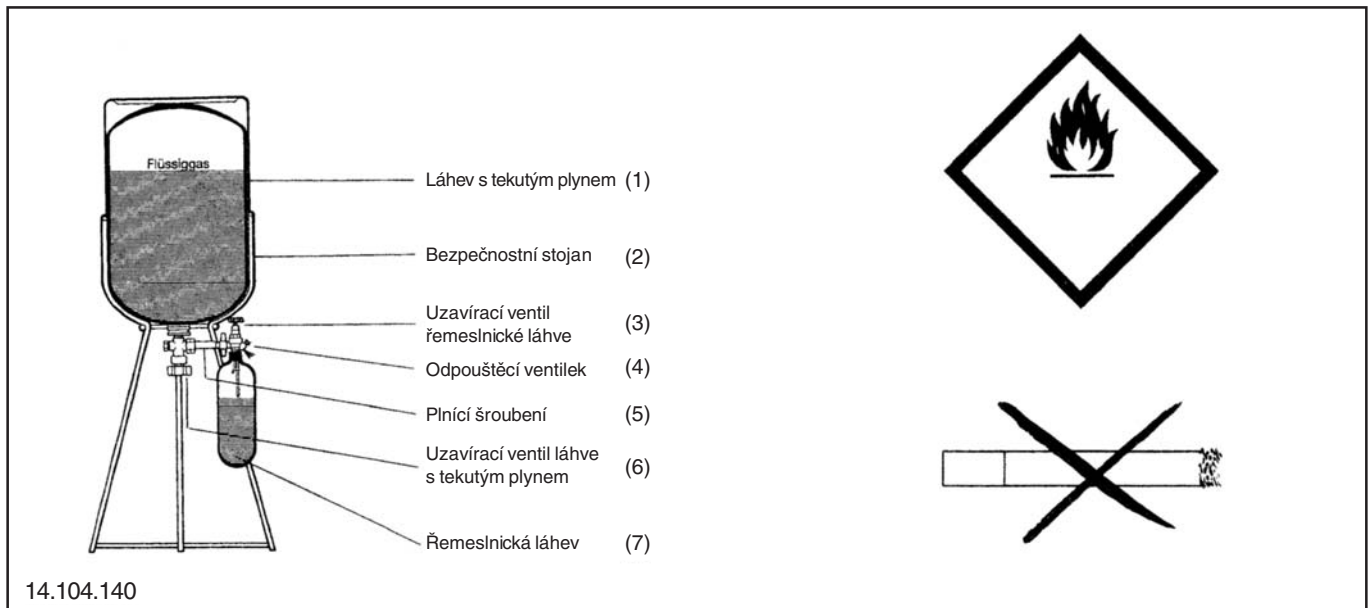 Flüssiggas
Láhev s tekutým plynem (1)
Bezpečnostní stojan (2)
Uzavírací ventil
řemeslnické láhve (3)
Odpouštěcí ventilek (4)
Plnící šroubení (5)
Uzavírací ventil láhve
s tekutým plynem (6)
Řemeslnická láhev (7)
14.104.140